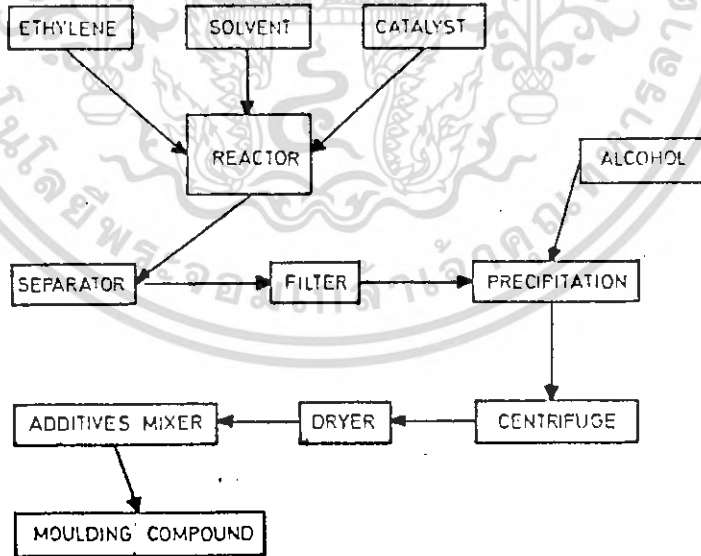 ETHYLENE
SOLVENT
CATALYST
REACTOR
ALCOHOL
SEPARATOR
FILTER
PRECIPITATION
ADDITIVES MIXER
DRYER
CENTRIFUGE
MOULDING COMPOUND